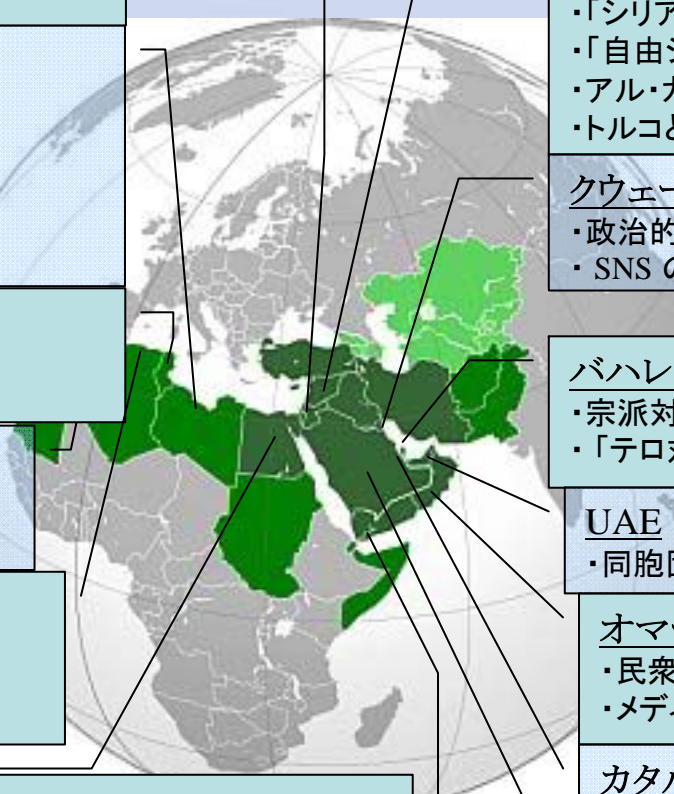 ・「シリア
・「自由シ
・アル・カ
・トルコと
クウェー
・政治的
・SNS の
バハレ
・宗派対
・「テロ対
UAE
・同胞団
オマー
・民衆
・メディ
カタル